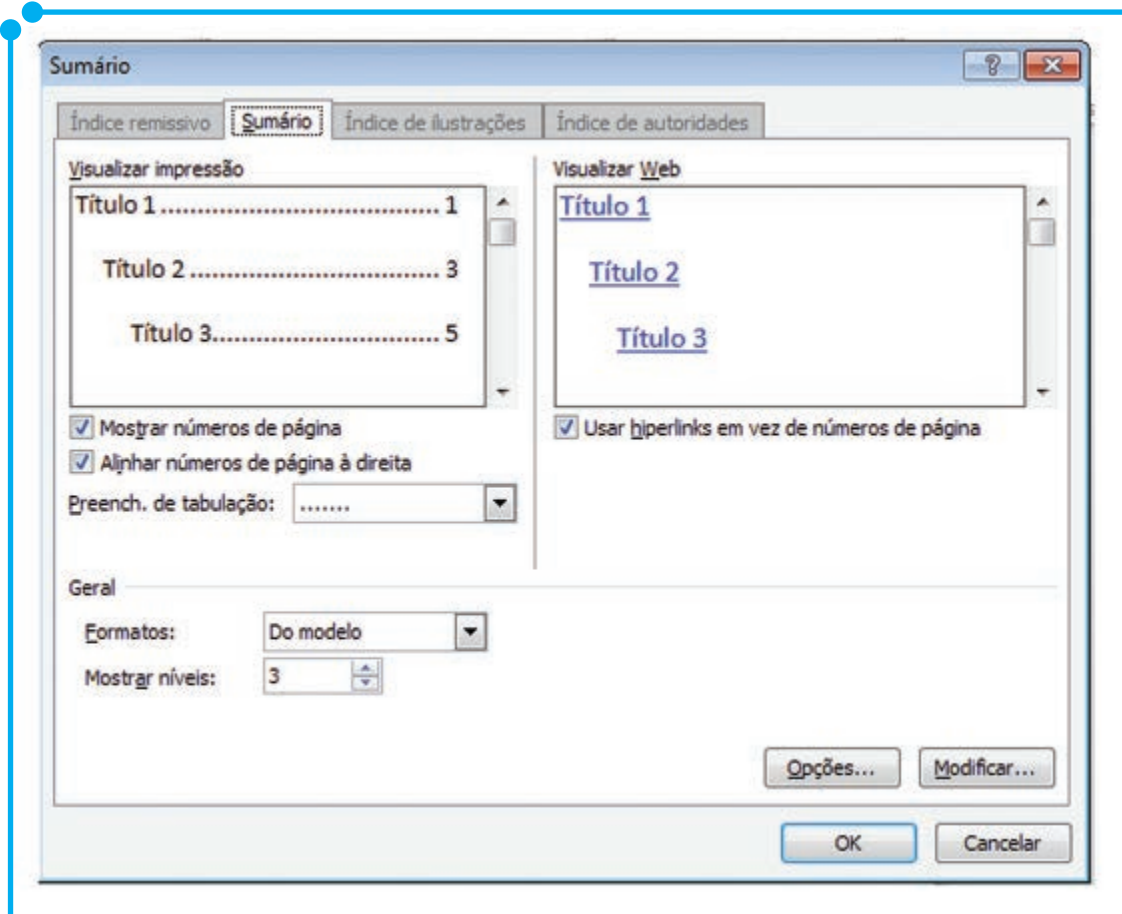 Sumário
Índice remissivo Sumário Índice de ilustrações Índice de autoridades
Visualizar impressão
Título 1........................................ 1
Título 2 .................................... 3
Título 3................................ 5
Mostrar números de página
Alinhar números de página à direita
Preench. de tabulação: .......
Visualizar Web
Título 1
Título 2
Título 3
Usar hiperlinks em vez de números de página
Geral
Formatos: Do modelo
Mostrar níveis: 3
Opções... Modificar...
OK Cancelar